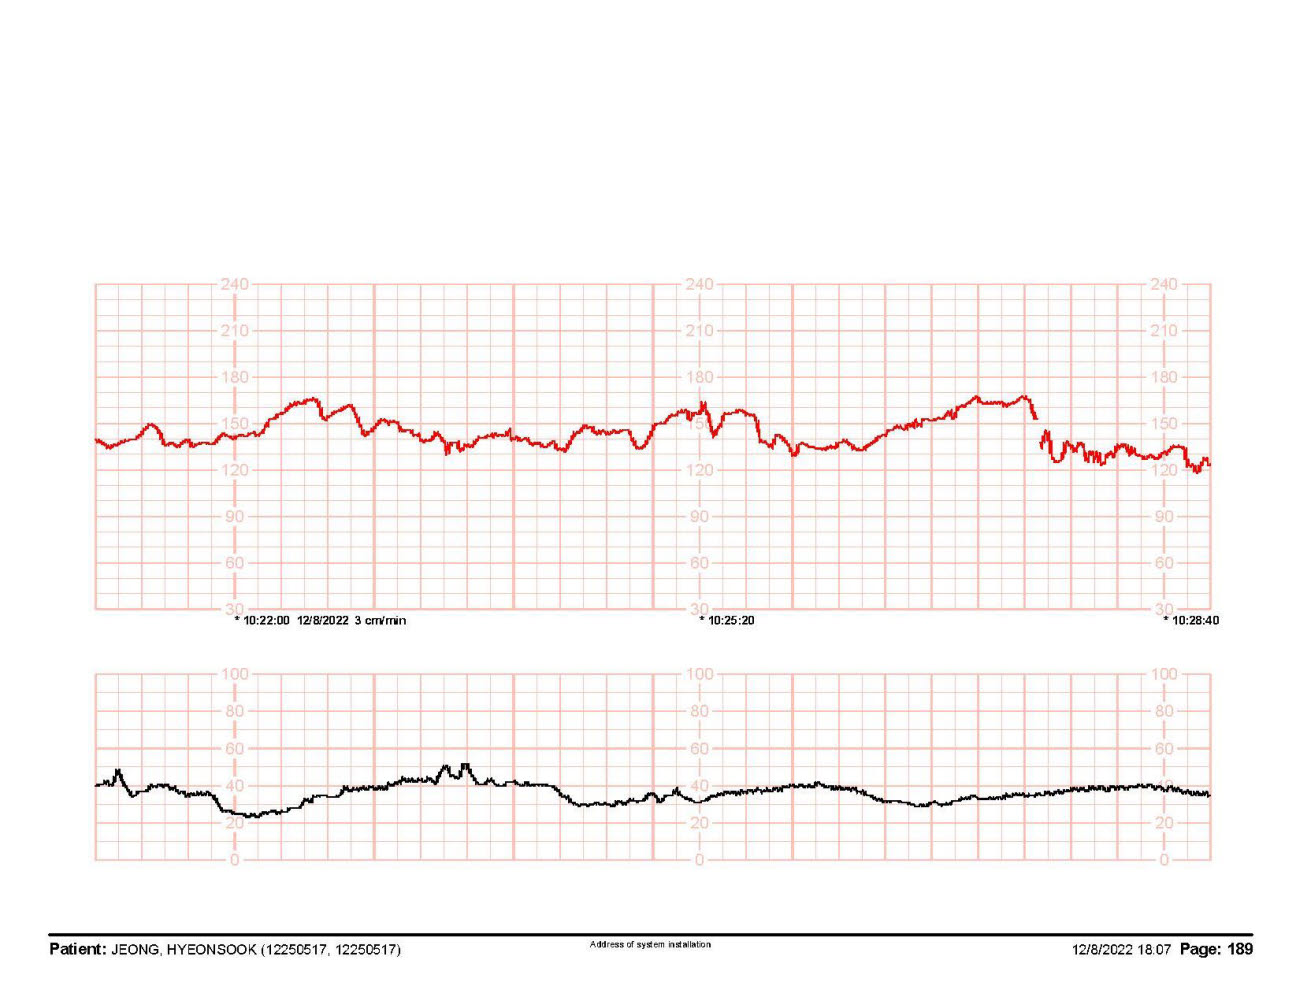 240 240 240
210 210 210
180 180 180
150 150 150
120 120 120
90 90 90
60 60 60
30 30 30
* 10:22:00 12/8/2022 3 cm/min * 10:25:20 * 10:28:40
100 100 100
80 80 80
60 60 60
40 40 40
20 20 20
0 0 0
Patient: JEONG, HYEONSOOK (12250517, 12250517) Address of system installation 12/8/2022 18:07 Page: 189